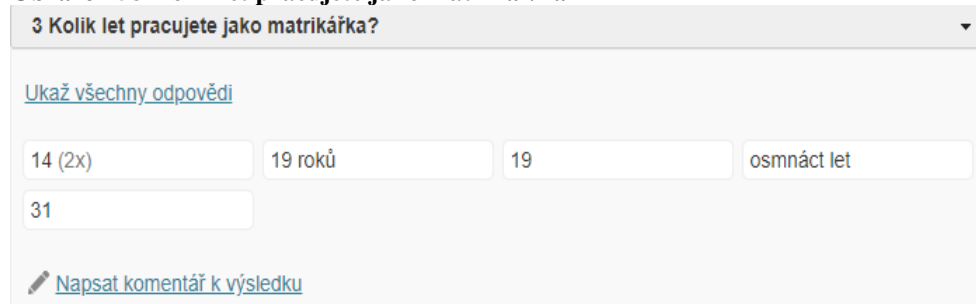 3 Kolik let pracujete jako matrikářka?
Ukaž všechny odpovědi
14 (2x) 19 roků 19 osmnáct let
31
Napsat komentář k výsledku